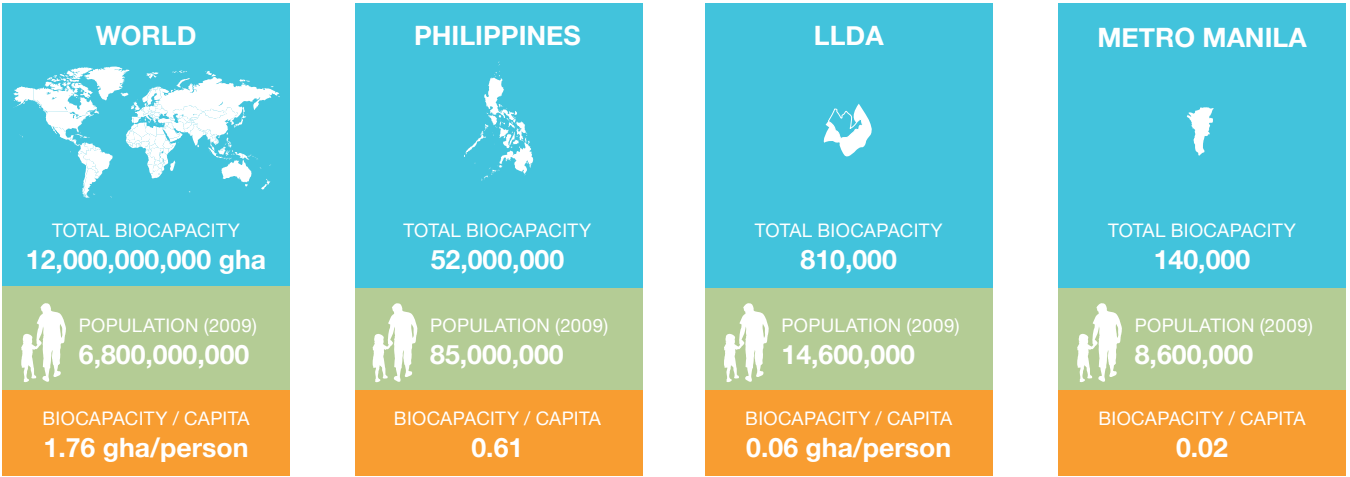 WORLD
TOTAL BIOCAPACITY
12,000,000,000 gha
POPULATION (2009)
6,800,000,000
BIOCAPACITY / CAPITA
1.76 gha/person
PHILIPPINES
TOTAL BIOCAPACITY
52,000,000
POPULATION (2009)
85,000,000
BIOCAPACITY / CAPITA
0.61
LLDA
TOTAL BIOCAPACITY
810,000
POPULATION (2009)
14,600,000
BIOCAPACITY / CAPITA
0.06 gha/person
METRO MANILA
TOTAL BIOCAPACITY
140,000
POPULATION (2009)
8,600,000
BIOCAPACITY / CAPITA
0.02